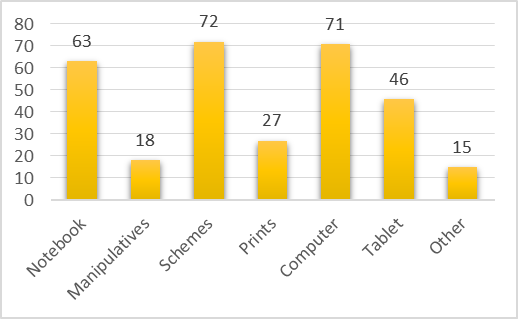 80
70
60
50
40
30
20
10
0
63
18
72
27
71
46
15
Notebook
Manipulatives
Schemes
Prints
Computer
Tablet
Other